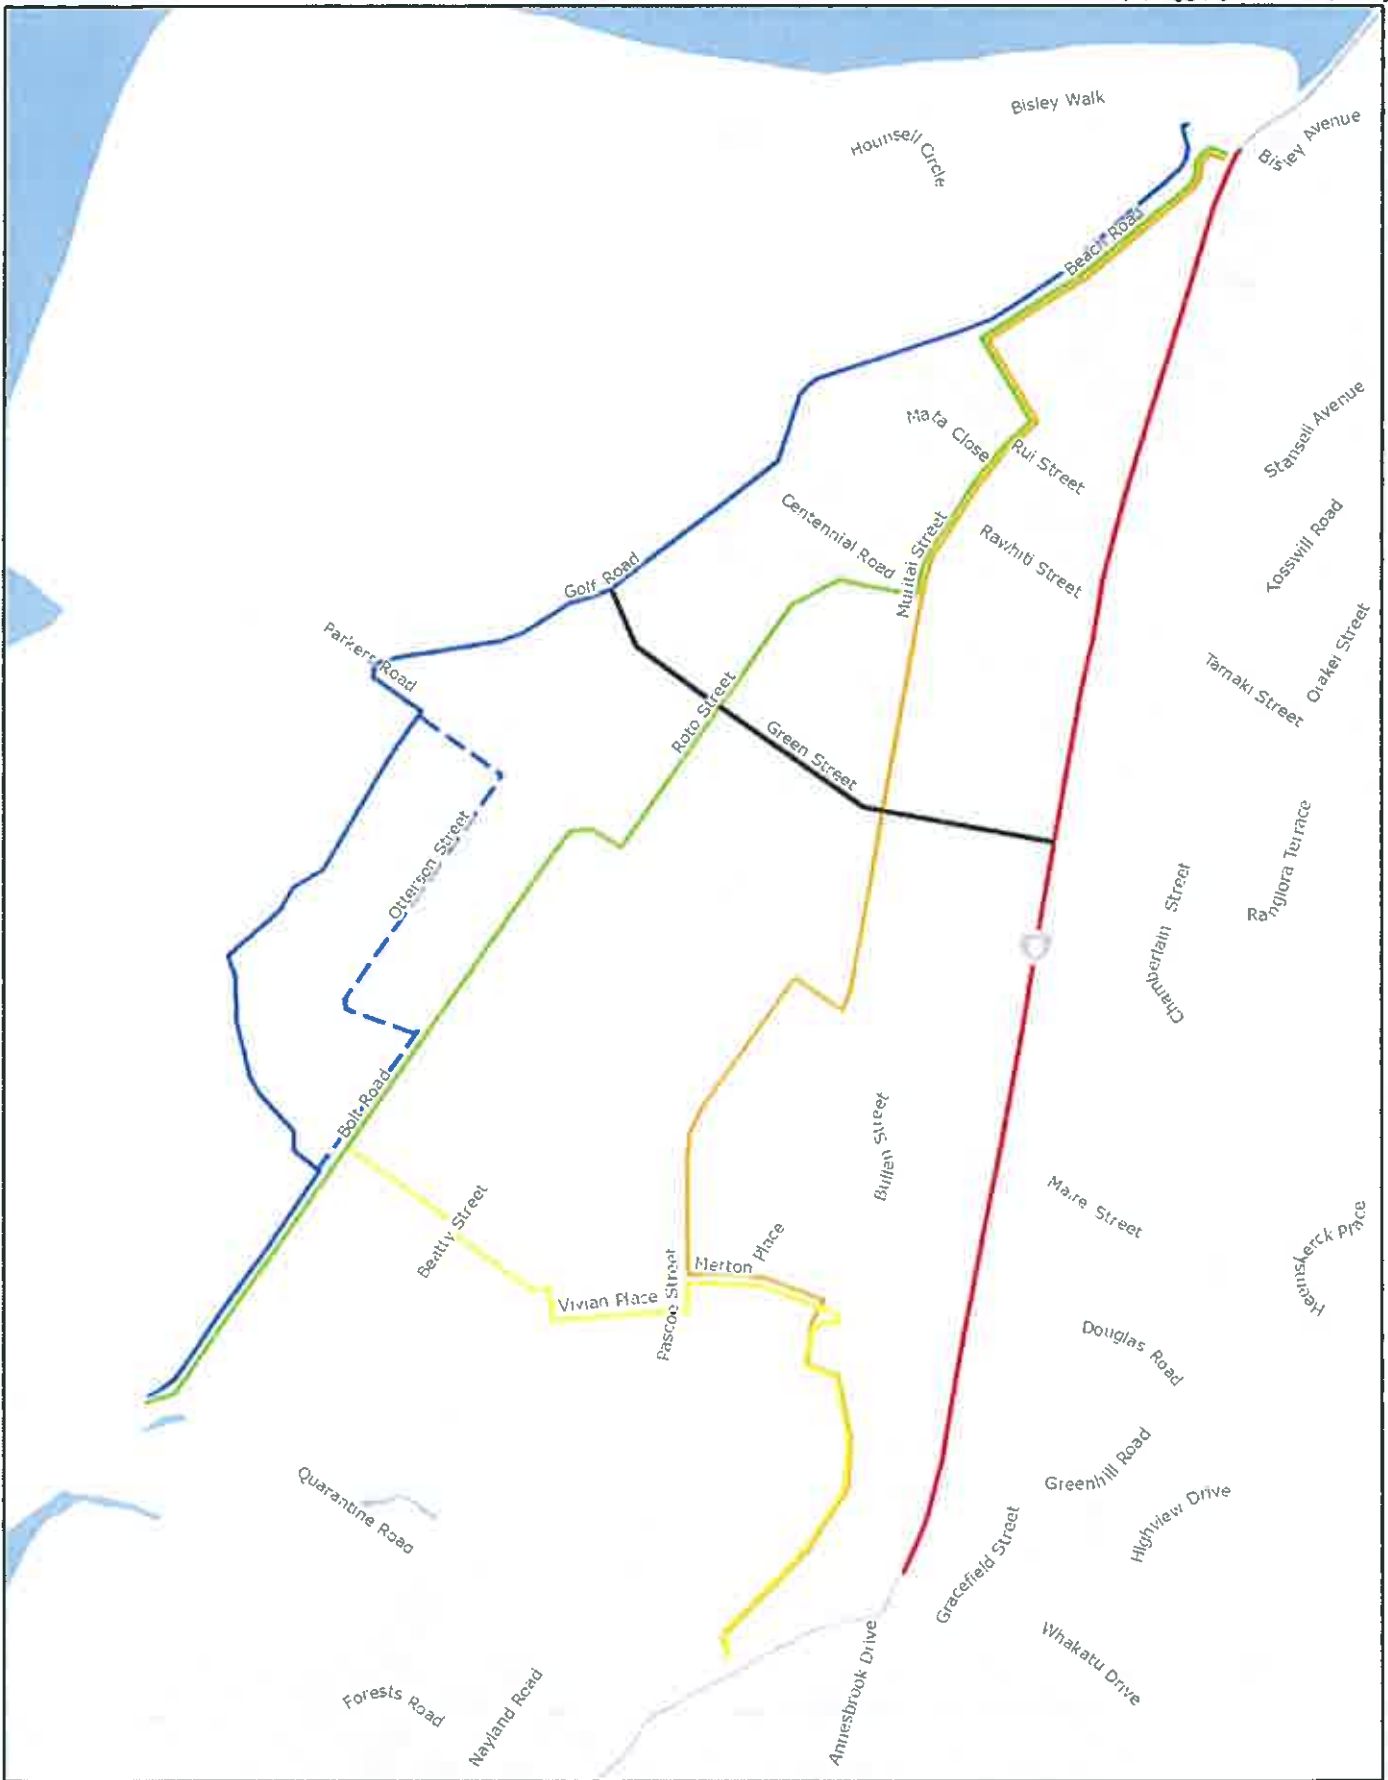 Bisley Walk
Hounsell Circle
Bisley Avenue
Beach Road
Stansell Avenue
Mata Close
Rui Street
Centennial Road
Muritai Street
Rawhiti Street
Tosswill Road
Golf Road
Parkers Road
Tamaki Street
Orakei Street
Roto Street
Green Street
Otterson Street
Rangiora Terrace
Chamberlain Street
Bolt Road
Bullen Street
Beatty Street
Maire Street
Merton Place
Pascoe Street
Vivian Place
Heemskerck Place
Douglas Road
Quarantine Road
Greenhill Road
Highview Drive
Gracefield Street
Annesbrook Drive
Whakatu Drive
Forests Road
Nayland Road